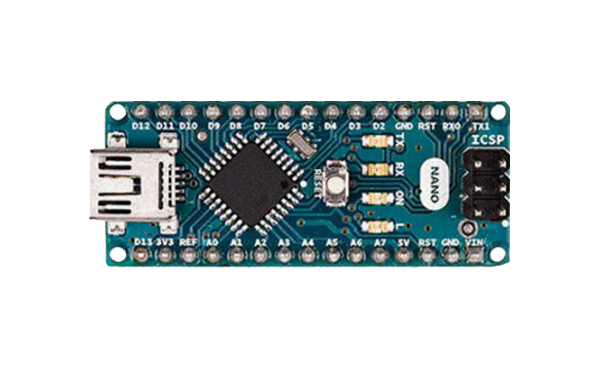 D12 D11 D10 D9 D8 D7 D6 D5 D4 D3 D2 GND RST RX0 TX1
TX
RX
ON
L
RESET
NANO
ICSP
D13 3V3 REF A0 A1 A2 A3 A4 A5 A6 A7 5V RST GND VIN